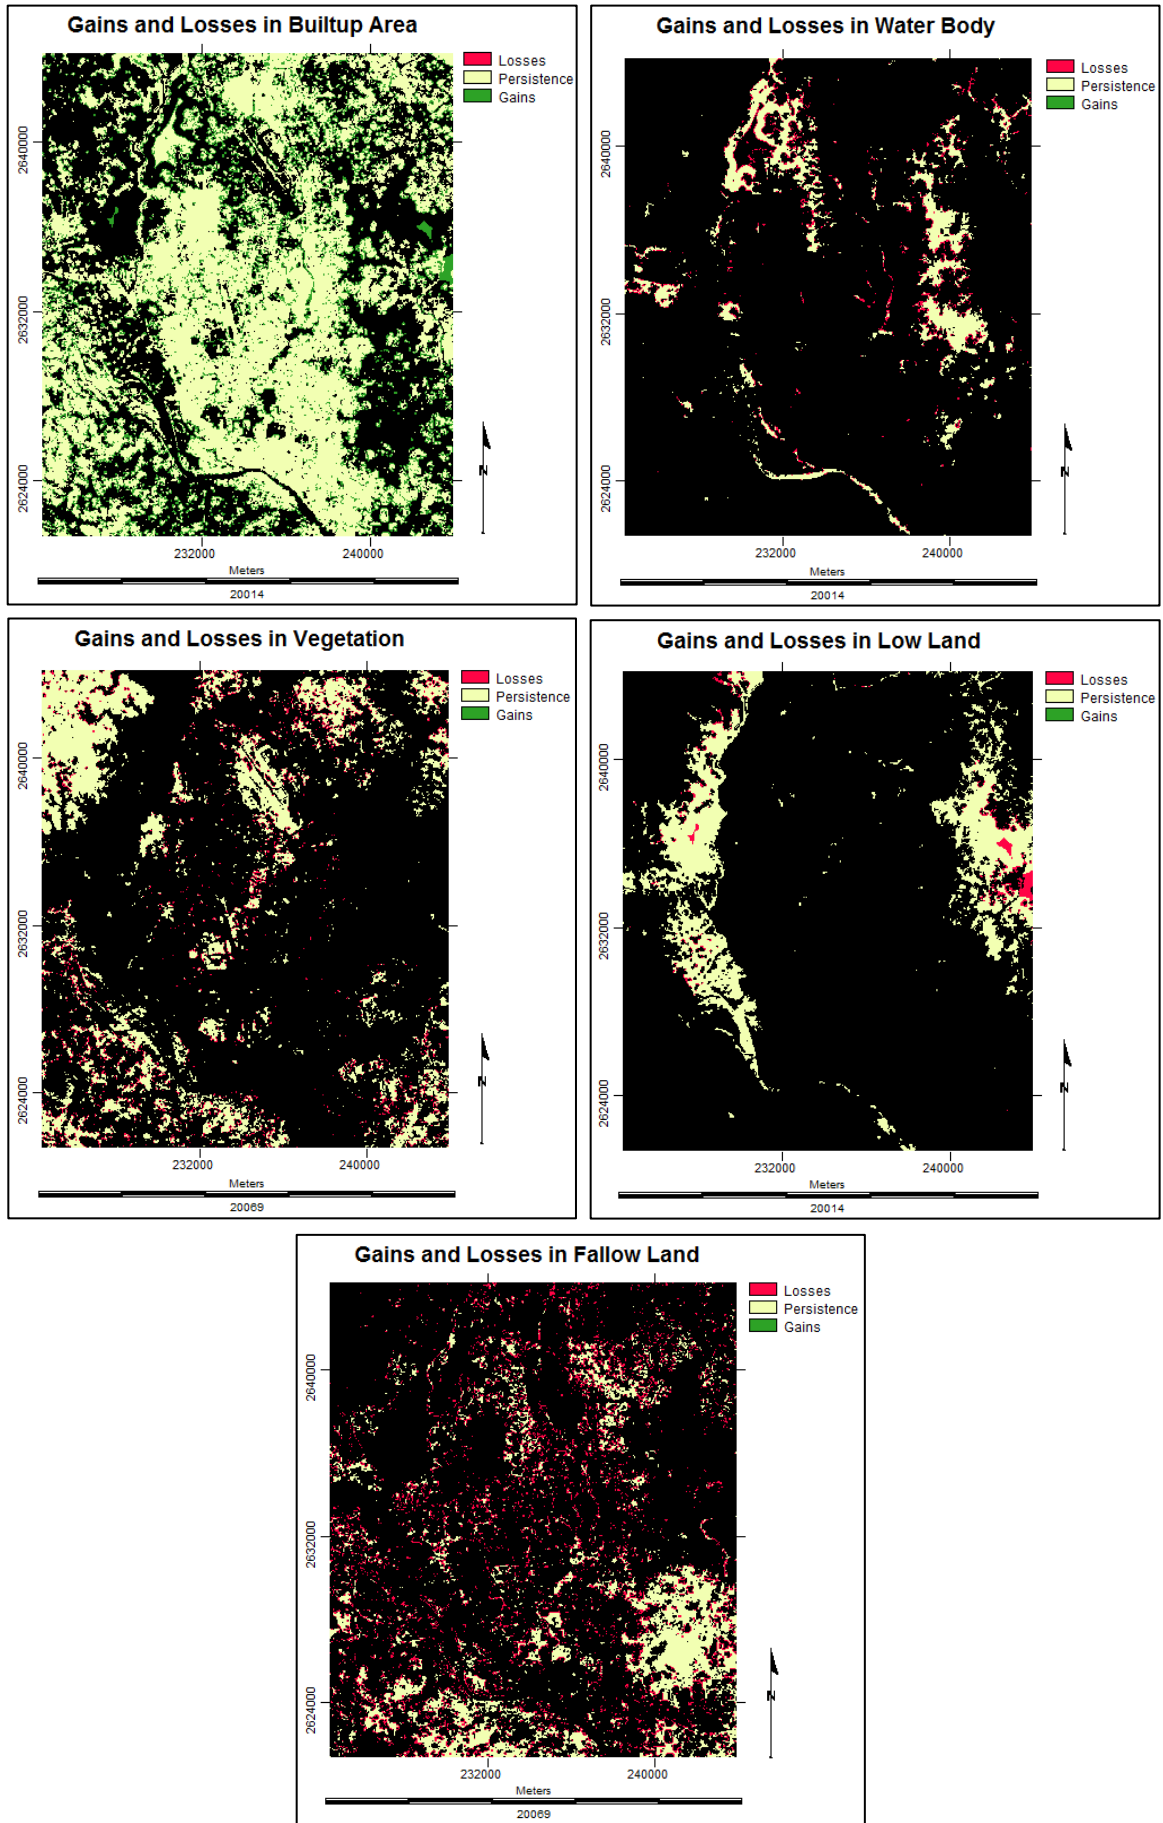 Gains and Losses in Builtup Area
Losses
Persistence
Gains
2640000
2632000
2624000
N
232000
240000
Meters
20014
Gains and Losses in Water Body
Losses
Persistence
Gains
2640000
2632000
2624000
N
232000
240000
Meters
20014
Gains and Losses in Vegetation
Losses
Persistence
Gains
2640000
2632000
2624000
N
232000
240000
Meters
20069
Gains and Losses in Low Land
Losses
Persistence
Gains
2640000
2632000
2624000
N
232000
240000
Meters
20014
Gains and Losses in Fallow Land
Losses
Persistence
Gains
2640000
2632000
2624000
N
232000
240000
Meters
20069